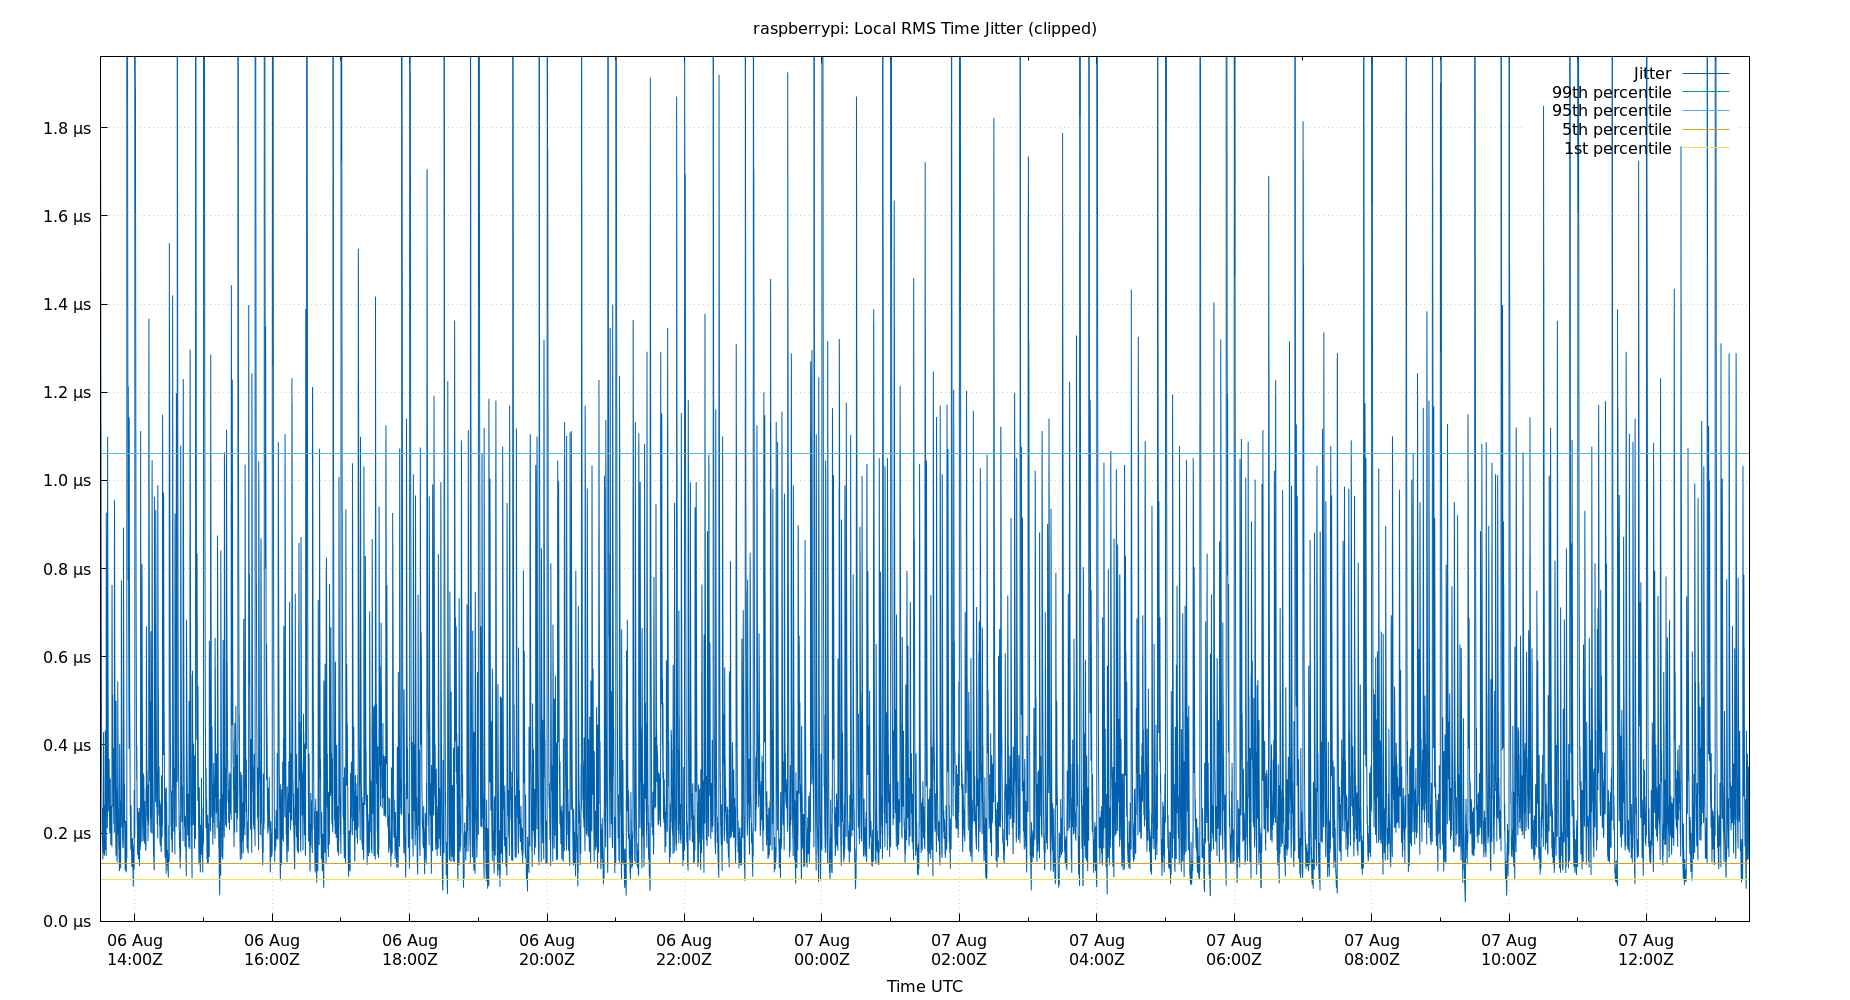 raspberrypi: Local RMS Time Jitter (clipped)
Jitter
99th percentile
95th percentile
5th percentile
1st percentile
1.8 µs
1.6 µs
1.4 µs
1.2 µs
1.0 µs
0.8 µs
0.6 µs
0.4 µs
0.2 µs
0.0 µs
06 Aug 06 Aug 06 Aug 06 Aug 06 Aug 07 Aug 07 Aug 07 Aug 07 Aug 07 Aug 07 Aug 07 Aug
14:00Z 16:00Z 18:00Z 20:00Z 22:00Z 00:00Z 02:00Z 04:00Z 06:00Z 08:00Z 10:00Z 12:00Z
Time UTC